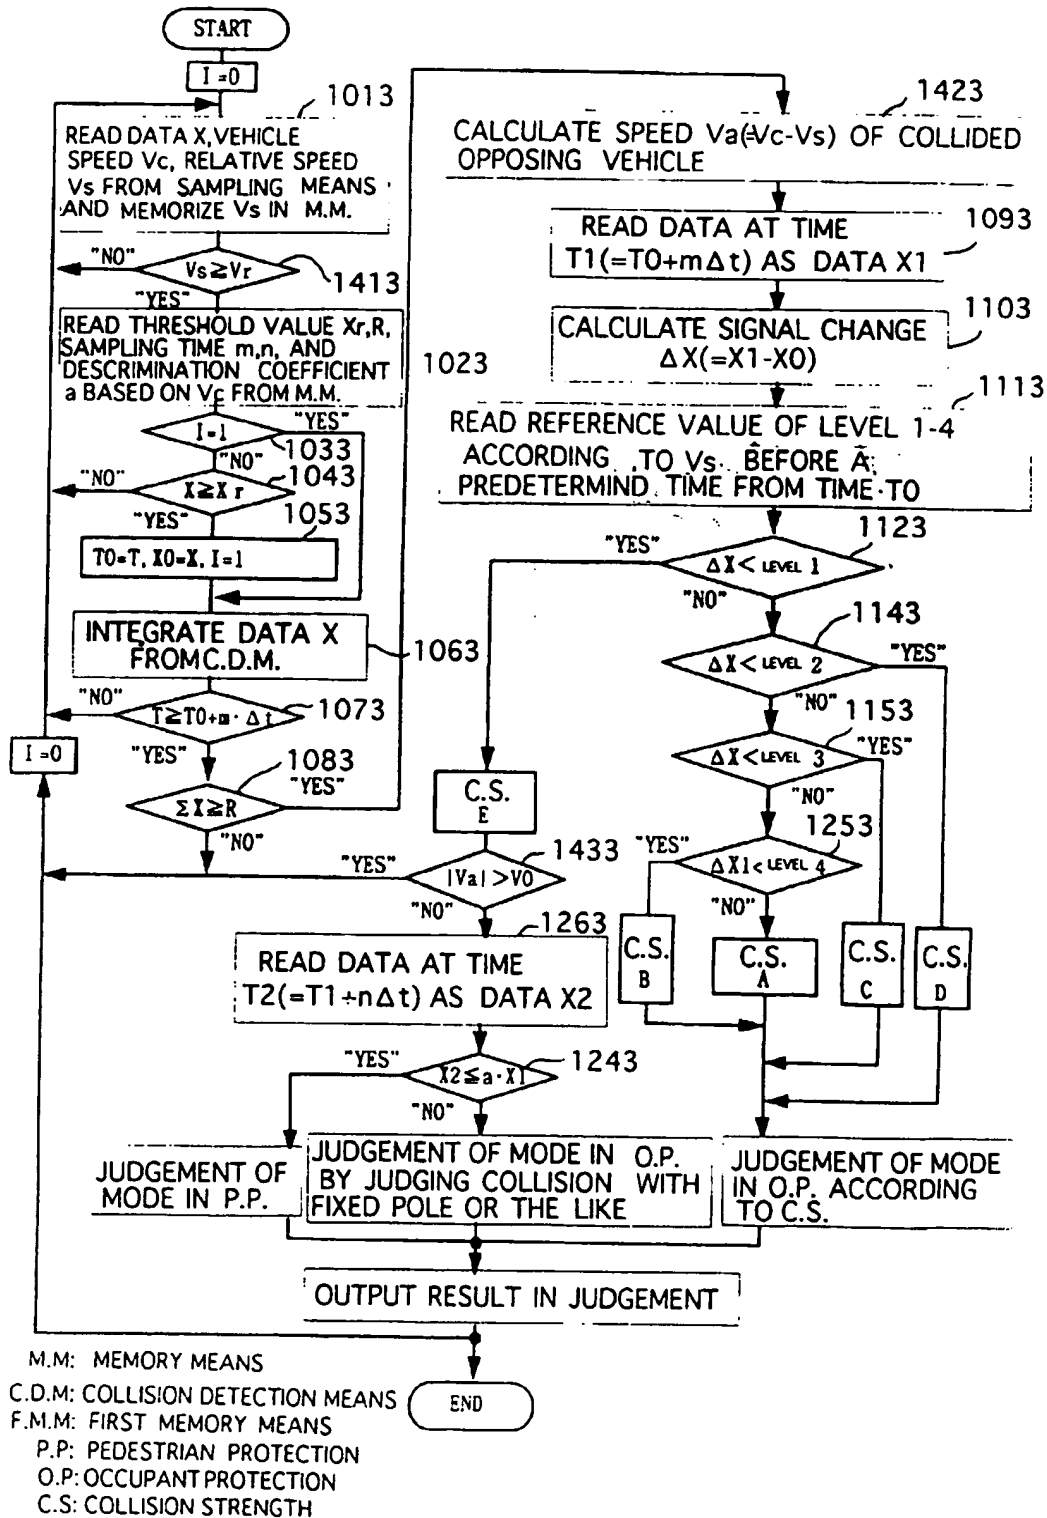 START
I=0
1013
READ DATA X, VEHICLE
SPEED Vc, RELATIVE SPEED
Vs FROM SAMPLING MEANS
AND MEMORIZE Vs IN M.M.
"NO"
Vs≧Vr
1413
"YES"
READ THRESHOLD VALUE Xr,R,
SAMPLING TIME m,n, AND
DESCRIMINATION COEFFICIENT
a BASED ON Vc FROM M.M.
1023
I=1
"YES"
1033
"NO"
1043
"NO"
X≧Xr
"YES"
1053
T0=T, X0=X, I=1
INTEGRATE DATA X
FROM C.D.M.
1063
"NO"
T≧T0+m·Δt
1073
I=0
"YES"
1083
"YES"
ΣX≧R
"NO"
1423
CALCULATE SPEED Va(=Vc-Vs) OF COLLIDED
OPPOSING VEHICLE
1093
READ DATA AT TIME
T1(=T0+mΔt) AS DATA X1
1103
CALCULATE SIGNAL CHANGE
ΔX(=X1-X0)
1113
READ REFERENCE VALUE OF LEVEL 1-4
ACCORDING TO Vs BEFORE A
PREDETERMIND TIME FROM TIME T0
1123
"YES"
ΔX< LEVEL 1
"NO"
1143
ΔX< LEVEL 2
"YES"
"NO"
1153
ΔX< LEVEL 3
"YES"
"NO"
1253
"YES"
ΔX1< LEVEL 4
"NO"
C.S.
E
C.S.
B
C.S.
A
C.S.
C
C.S.
D
1433
"YES"
|Va|>V0
"NO"
1263
READ DATA AT TIME
T2(=T1+nΔt) AS DATA X2
"YES"
1243
X2≦a·X1
"NO"
JUDGEMENT OF
MODE IN P.P.
JUDGEMENT OF MODE IN O.P.
BY JUDGING COLLISION WITH
FIXED POLE OR THE LIKE
JUDGEMENT OF MODE
IN O.P. ACCORDING
TO C.S.
OUTPUT RESULT IN JUDGEMENT
END
M.M: MEMORY MEANS
C.D.M: COLLISION DETECTION MEANS
F.M.M: FIRST MEMORY MEANS
P.P: PEDESTRIAN PROTECTION
O.P: OCCUPANT PROTECTION
C.S: COLLISION STRENGTH